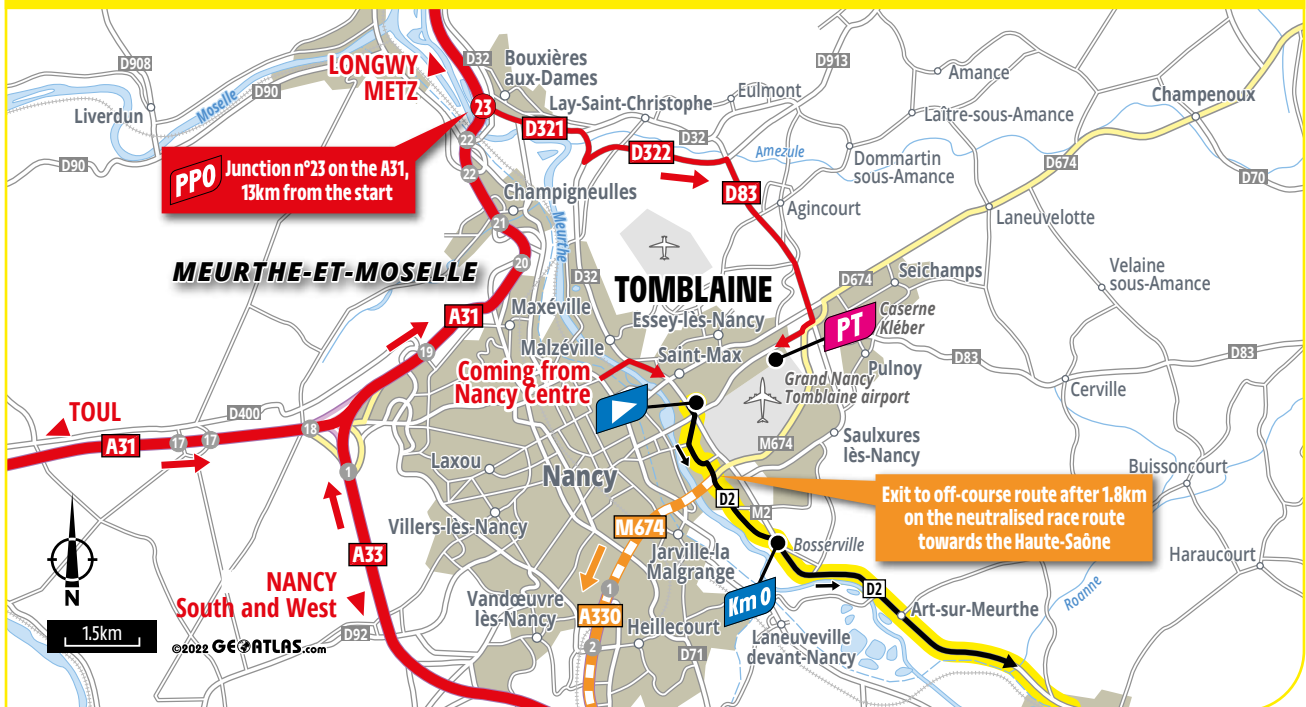 D908
Liverdun
Moselle
D90
D90
LONGWY
METZ
D32
Bouxières
aux-Dames
23
D321
Lay-Saint-Christophe
Eulmont
D913
Amance
Laître-sous-Amance
Champenoux
D32
D322
Amezule
Dommartin
sous-Amance
D674
D70
PPO
Junction n°23 on the A31,
13km from the start
22
22
Champigneulles
21
Meurthe
D83
Agincourt
Laneuvelotte
MEURTHE-ET-MOSELLE
20
D32
TOMBLAINE
D674
Seichamps
Velaine
sous-Amance
A31
Maxéville
Essey-lès-Nancy
PT
Caserne
Kléber
19
Malzéville
Saint-Max
Coming from
Nancy Centre
Grand Nancy
Tomblaine airport
Pulnoy
D83
D83
Cerville
TOUL
D400
A31
17
17
18
1
Laxou
Nancy
M674
Saulxures
lès-Nancy
Buissoncourt
Villers-lès-Nancy
D2
M2
Exit to off-course route after 1.8km
on the neutralised race route
towards the Haute-Saône
M674
Jarville-la
Malgrange
Bosserville
Haraucourt
N
A33
NANCY
South and West
1
Vandœuvre
lès-Nancy
A330
Heillecourt
Km 0
D2
Art-sur-Meurthe
Roanne
1.5km
©2022 GEOATLAS.com
D92
2
D71
Laneuveville
devant-Nancy